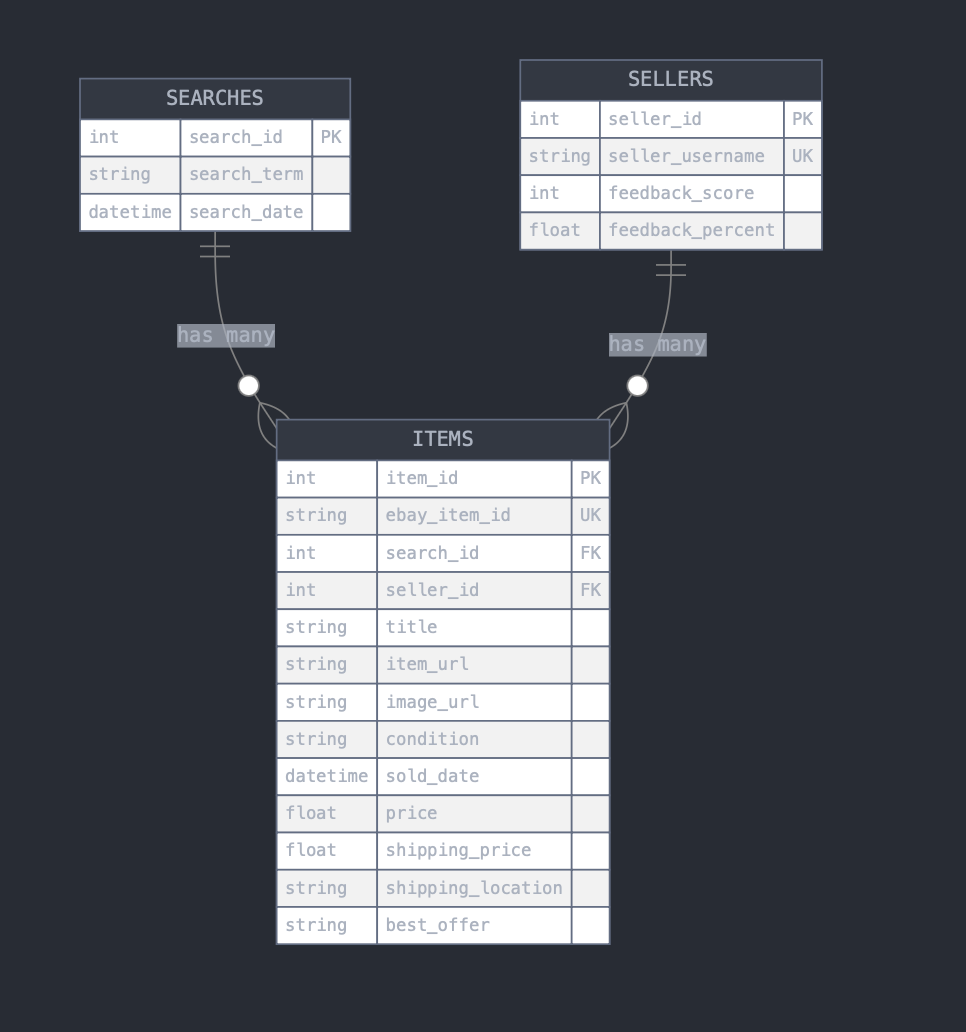 SEARCHES
int search_id PK
string search_term
datetime search_date
SELLERS
int seller_id PK
string seller_username UK
int feedback_score
float feedback_percent
has many
has many
ITEMS
int item_id PK
string ebay_item_id UK
int search_id FK
int seller_id FK
string title
string item_url
string image_url
string condition
datetime sold_date
float price
float shipping_price
string shipping_location
string best_offer